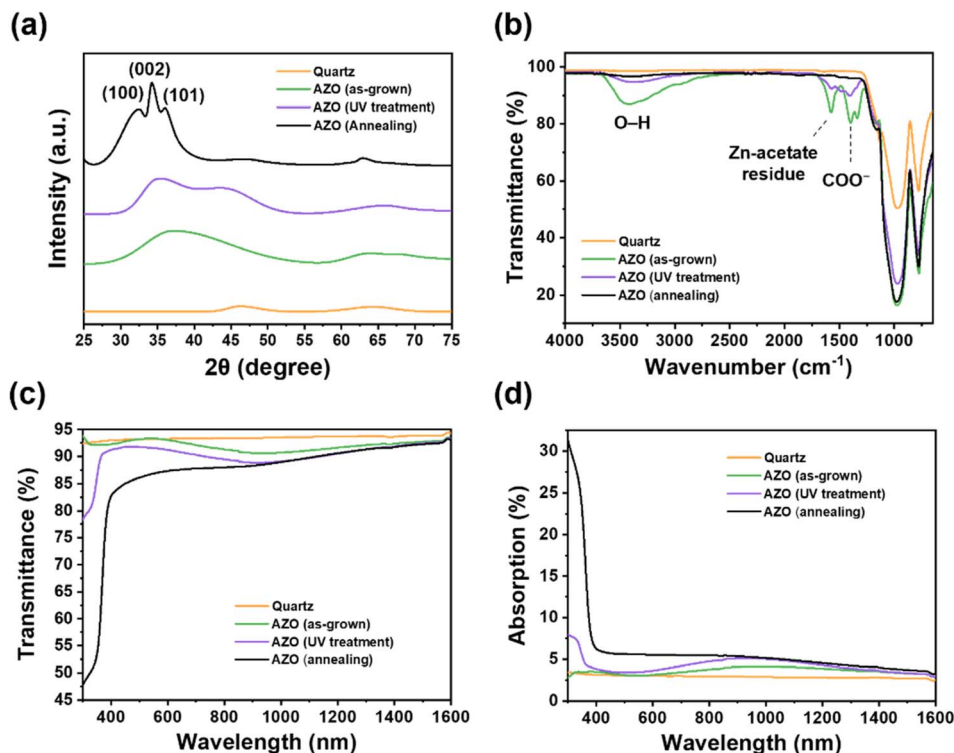 (a)
(002)
(100)
(101)
Quartz
AZO (as-grown)
AZO (UV treatment)
AZO (Annealing)
Intensity (a.u.)
25 30 35 40 45 50 55 60 65 70 75
2θ (degree)
(b)
100
80
60
40
20
Transmittance (%)
O–H
Zn-acetate
residue
COO⁻
Quartz
AZO (as-grown)
AZO (UV treatment)
AZO (annealing)
4000 3500 3000 2500 2000 1500 1000
Wavenumber (cm⁻¹)
(c)
95
90
85
80
75
70
65
60
55
50
45
Transmittance (%)
Quartz
AZO (as-grown)
AZO (UV treatment)
AZO (annealing)
400 600 800 1000 1200 1400 1600
Wavelength (nm)
(d)
30
25
20
15
10
5
0
Absorption (%)
Quartz
AZO (as-grown)
AZO (UV treatment)
AZO (annealing)
400 600 800 1000 1200 1400 1600
Wavelength (nm)